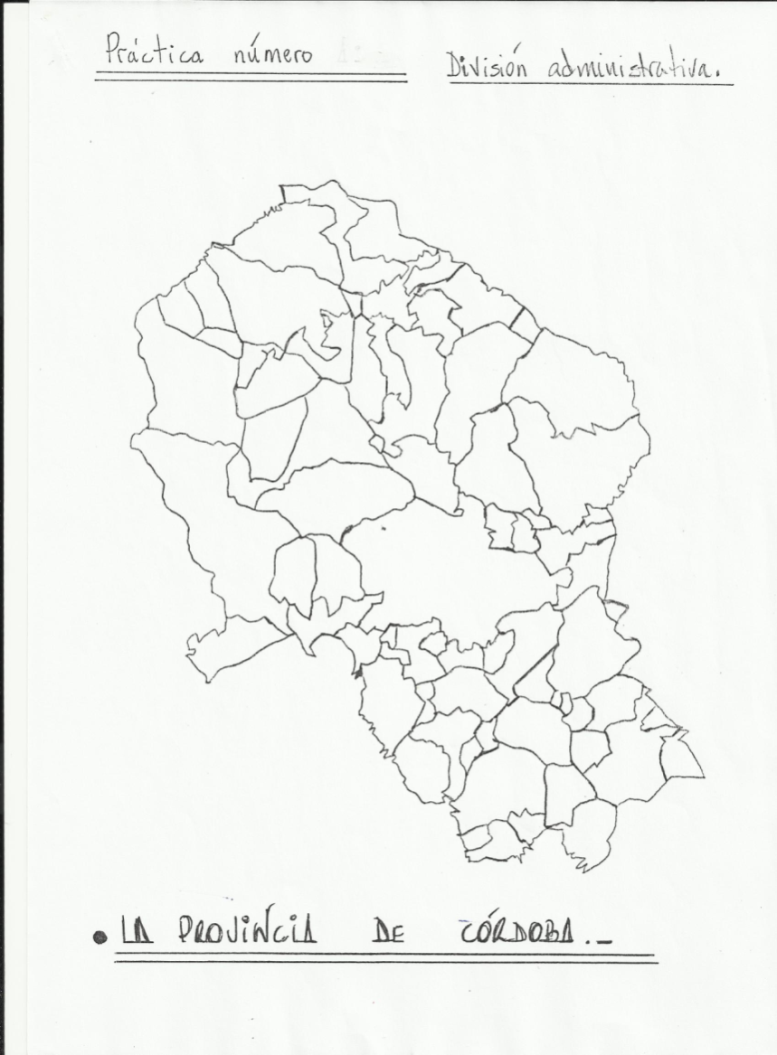 Práctica número
División administrativa.
• LA PROVINCIA DE CÓRDOBA.-